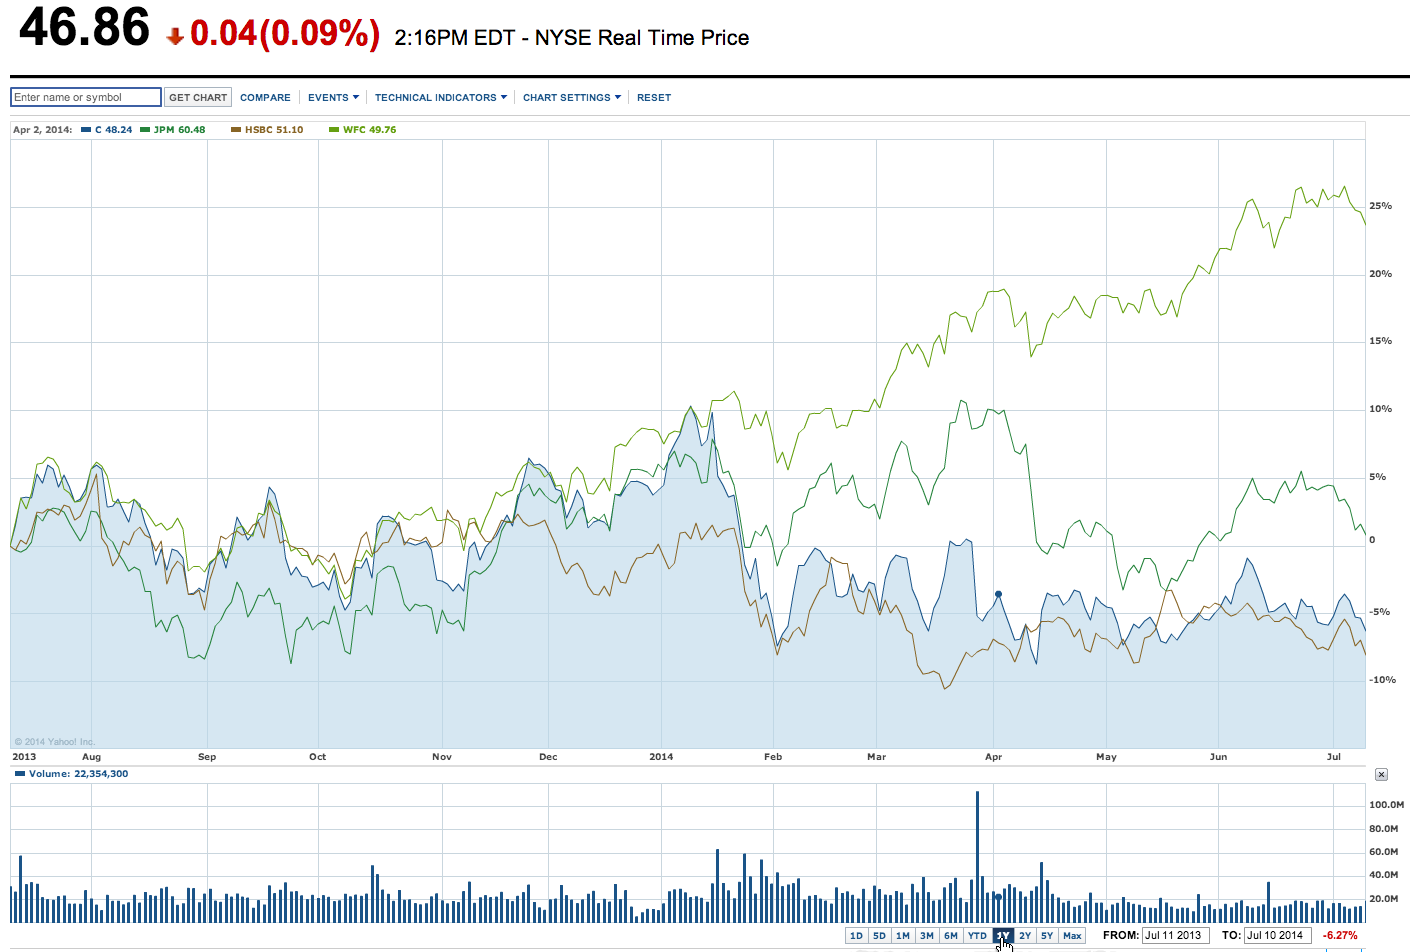 46.86 0.04(0.09%) 2:16PM EDT - NYSE Real Time Price
Enter name or symbol GET CHART COMPARE EVENTS TECHNICAL INDICATORS CHART SETTINGS RESET
Apr 2, 2014: C 48.24 JPM 60.48 HSBC 51.10 WFC 49.76
25%
20%
15%
10%
5%
0
-5%
-10%
© 2014 Yahoo! Inc.
2013 Aug Sep Oct Nov Dec 2014 Feb Mar Apr May Jun Jul
Volume: 22,354,300
100.0M
80.0M
60.0M
40.0M
20.0M
1D 5D 1M 3M 6M YTD 1Y 2Y 5Y Max FROM: Jul 11 2013 TO: Jul 10 2014 -6.27%